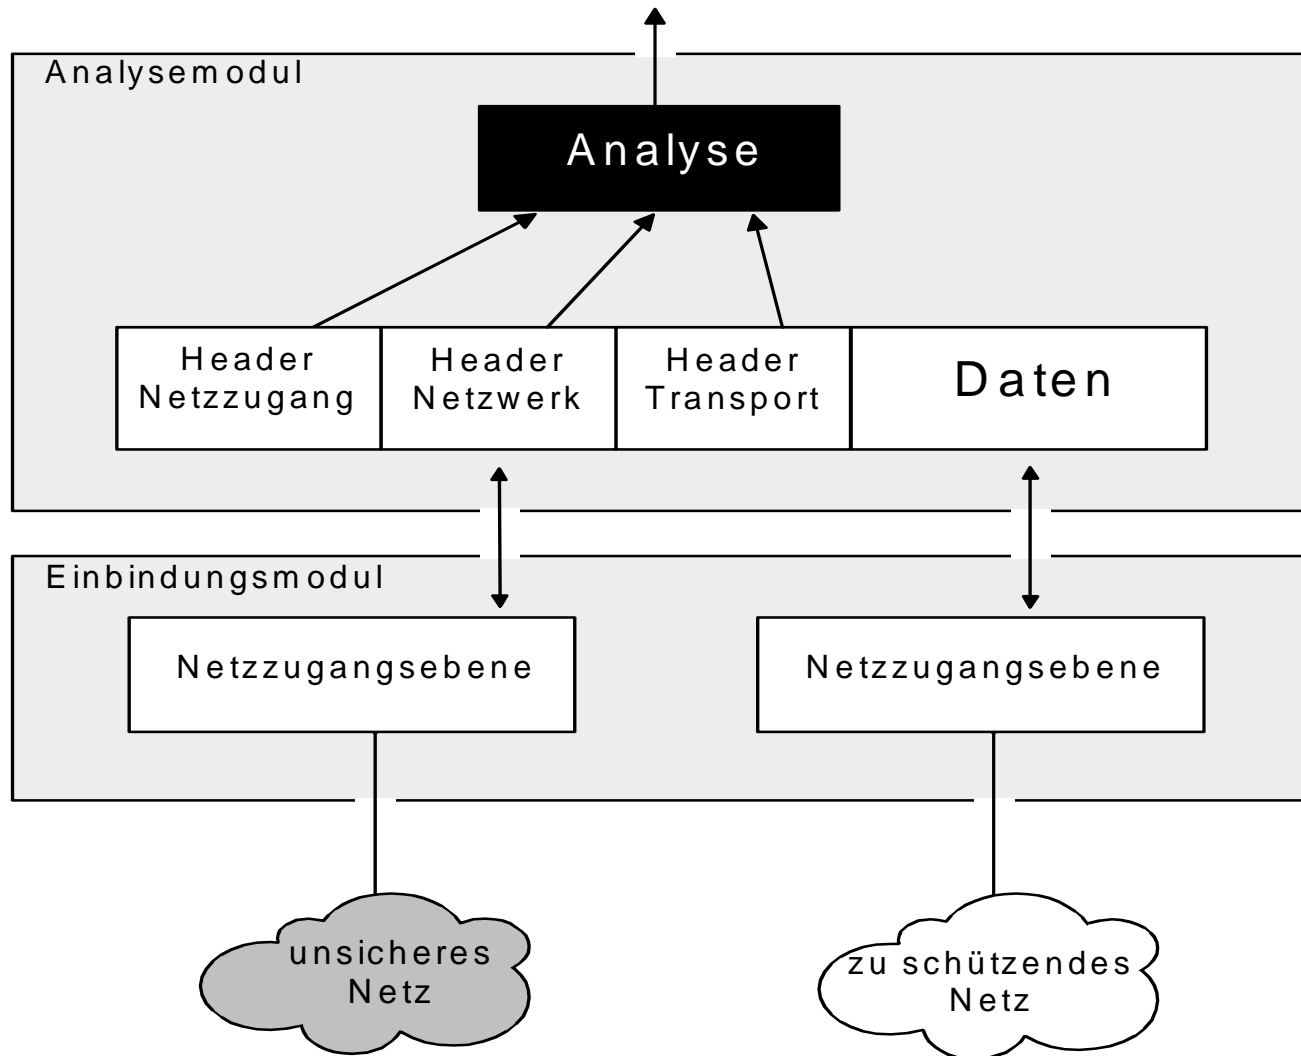 Analysemodul
Analyse
Header
Netzzugang
Header
Netzwerk
Header
Transport
Daten
Einbindungsmodul
Netzzugangsebene
Netzzugangsebene
unsicheres
Netz
zu schützendes
Netz